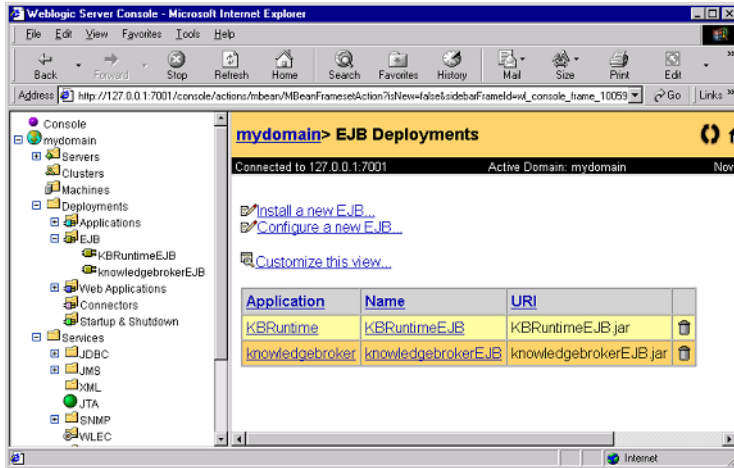 Weblogic Server Console - Microsoft Internet Explorer
File Edit View Favorites Tools Help
Back Forward Stop Refresh Home Search Favorites History Mail Size Print Edit
Address http://127.0.0.1:7001/console/actions/mbean/MBeanFramesetAction?isNew=false&sidebarFrameId=wl_console_frame_10059 Go Links »
Console
mydomain
Servers
Clusters
Machines
Deployments
Applications
EJB
KBRuntimeEJB
knowledgebrokerEJB
Web Applications
Connectors
Startup & Shutdown
Services
JDBC
JMS
XML
JTA
SNMP
WLEC
mydomain> EJB Deployments
Connected to 127.0.0.1:7001 Active Domain: mydomain Nov
Install a new EJB...
Configure a new EJB...
Customize this view...
Application Name URI
KBRuntime KBRuntimeEJB KBRuntimeEJB.jar
knowledgebroker knowledgebrokerEJB knowledgebrokerEJB.jar
Internet